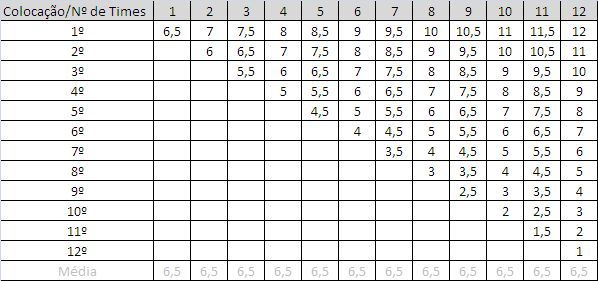 Colocação/Nº de Times 1 2 3 4 5 6 7 8 9 10 11 12
1º 6,5 7 7,5 8 8,5 9 9,5 10 10,5 11 11,5 12
2º 6 6,5 7 7,5 8 8,5 9 9,5 10 10,5 11
3º 5,5 6 6,5 7 7,5 8 8,5 9 9,5 10
4º 5 5,5 6 6,5 7 7,5 8 8,5 9
5º 4,5 5 5,5 6 6,5 7 7,5 8
6º 4 4,5 5 5,5 6 6,5 7
7º 3,5 4 4,5 5 5,5 6
8º 3 3,5 4 4,5 5
9º 2,5 3 3,5 4
10º 2 2,5 3
11º 1,5 2
12º 1
Média 6,5 6,5 6,5 6,5 6,5 6,5 6,5 6,5 6,5 6,5 6,5 6,5